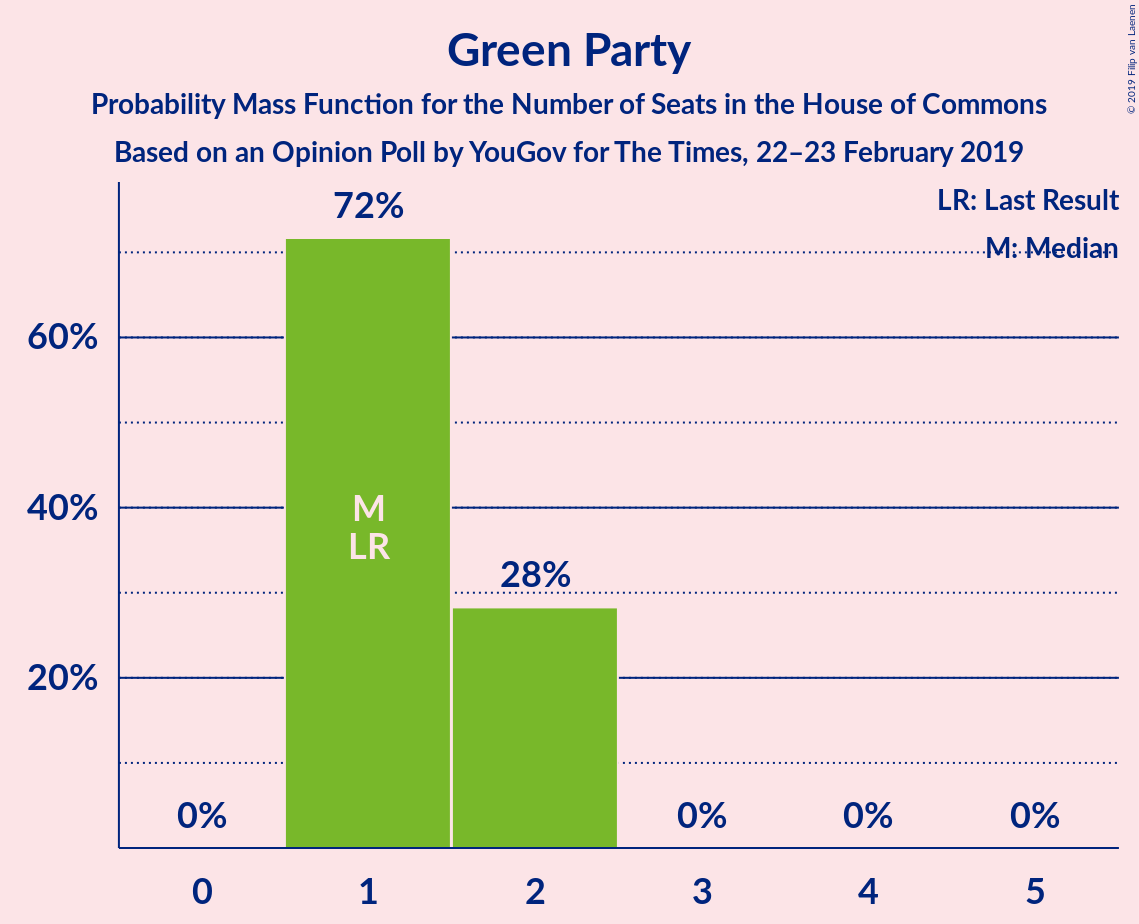 Green Party
Probability Mass Function for the Number of Seats in the House of Commons
Based on an Opinion Poll by YouGov for The Times, 22–23 February 2019
© 2019 Filip van Laenen
LR: Last Result
M: Median
72%
60%
40%
20%
M
LR
28%
0%
0%
0%
0%
0
1
2
3
4
5